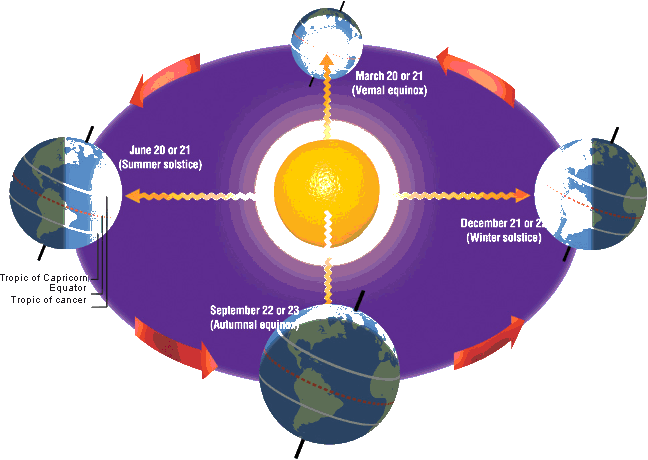 March 20 or 21
(Vernal equinox)
June 20 or 21
(Summer solstice)
December 21 or 2
(Winter solstice)
Tropic of Capricorn
Equator
Tropic of cancer
September 22 or 23
(Autumnal equinox)